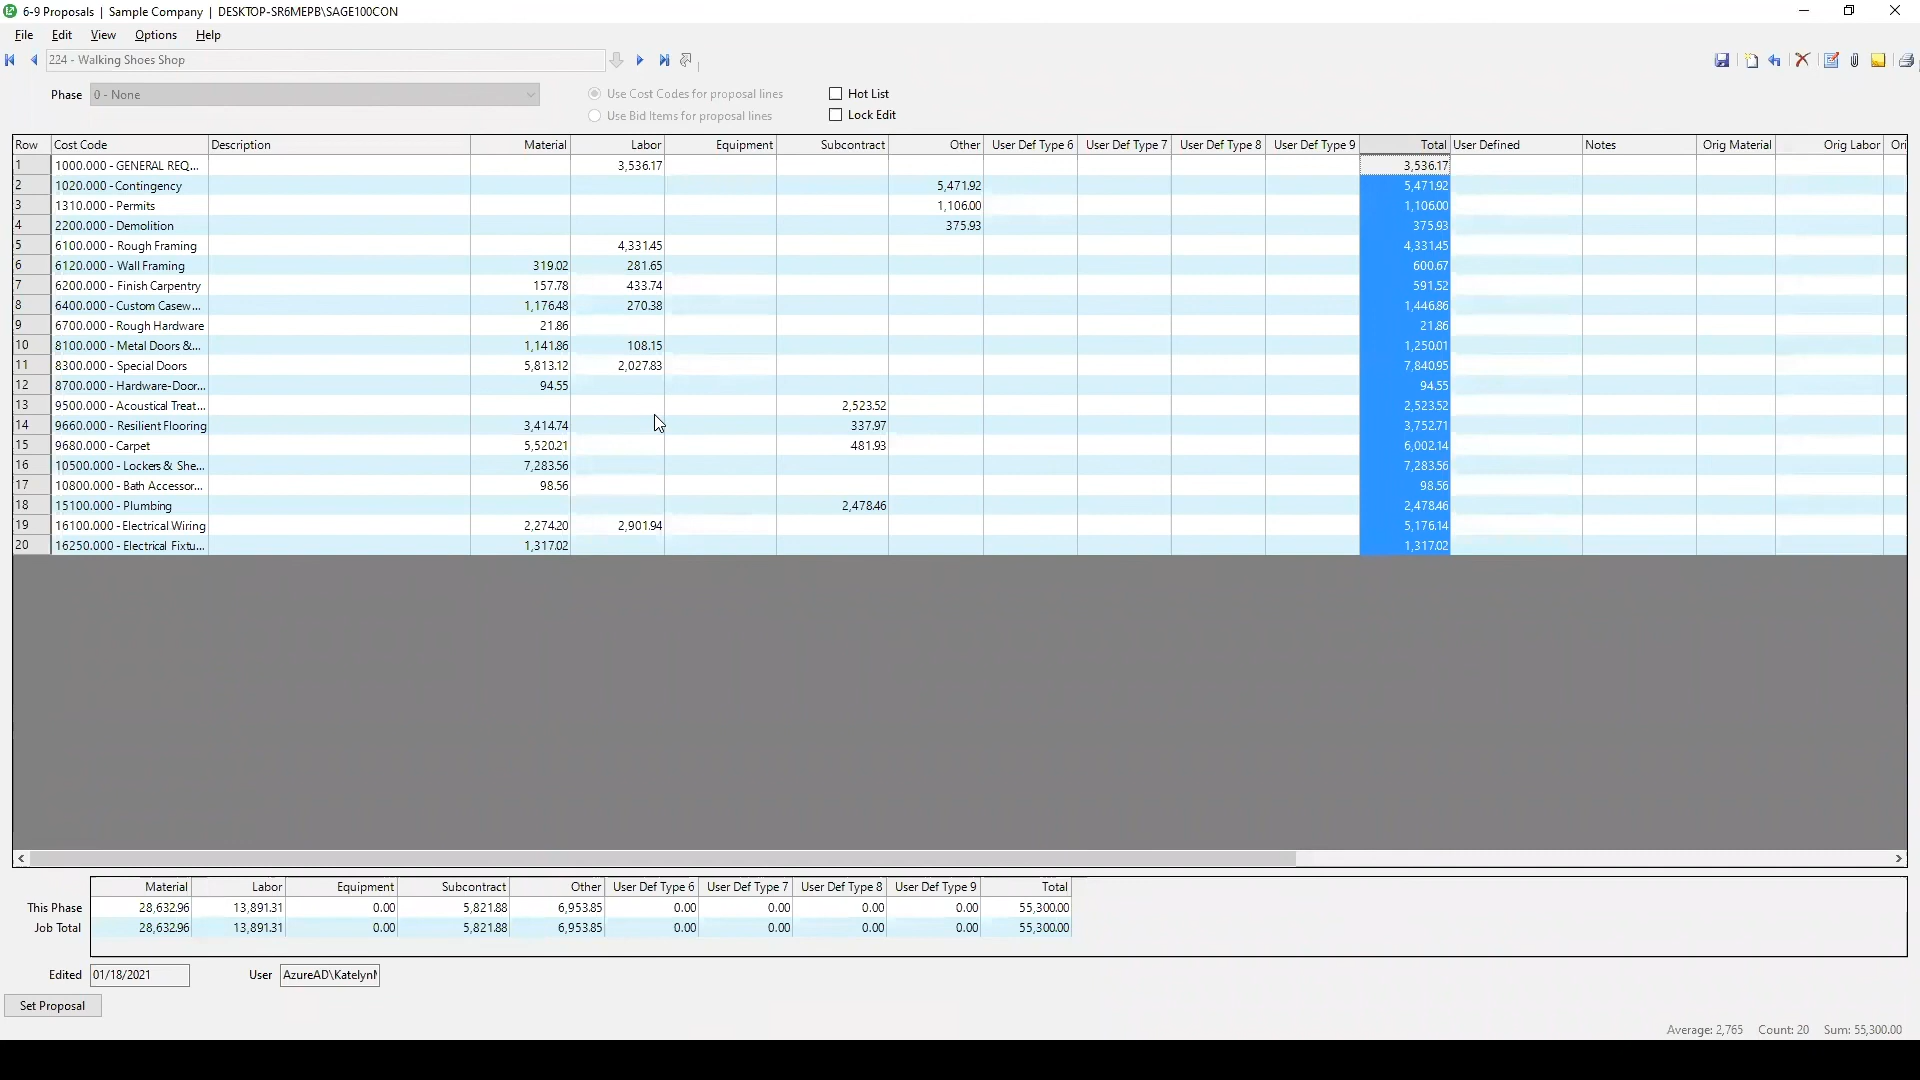 6-9 Proposals | Sample Company | DESKTOP-SR6MEPB\SAGE100CON
File Edit View Options Help
224 - Walking Shoes Shop
Phase 0 - None Use Cost Codes for proposal lines Hot List
Use Bid Items for proposal lines Lock Edit
Row Cost Code Description Material Labor Equipment Subcontract Other User Def Type 6 User Def Type 7 User Def Type 8 User Def Type 9 Total User Defined Notes Orig Material Orig Labor Ori
1 1000.000 - GENERAL REQ... 3,536.17 3,536.17
2 1020.000 - Contingency 5,471.92 5,471.92
3 1310.000 - Permits 1,106.00 1,106.00
4 2200.000 - Demolition 375.93 375.93
5 6100.000 - Rough Framing 4,331.45 4,331.45
6 6120.000 - Wall Framing 319.02 281.65 600.67
7 6200.000 - Finish Carpentry 157.78 433.74 591.52
8 6400.000 - Custom Casew... 1,176.48 270.38 1,446.86
9 6700.000 - Rough Hardware 21.86 21.86
10 8100.000 - Metal Doors &... 1,141.86 108.15 1,250.01
11 8300.000 - Special Doors 5,813.12 2,027.83 7,840.95
12 8700.000 - Hardware-Door... 94.55 94.55
13 9500.000 - Acoustical Treat... 2,523.52 2,523.52
14 9660.000 - Resilient Flooring 3,414.74 337.97 3,752.71
15 9680.000 - Carpet 5,520.21 481.93 6,002.14
16 10500.000 - Lockers & She... 7,283.56 7,283.56
17 10800.000 - Bath Accessor... 98.56 98.56
18 15100.000 - Plumbing 2,478.46 2,478.46
19 16100.000 - Electrical Wiring 2,274.20 2,901.94 5,176.14
20 16250.000 - Electrical Fixtu... 1,317.02 1,317.02
Material Labor Equipment Subcontract Other User Def Type 6 User Def Type 7 User Def Type 8 User Def Type 9 Total
This Phase 28,632.96 13,891.31 0.00 5,821.88 6,953.85 0.00 0.00 0.00 0.00 55,300.00
Job Total 28,632.96 13,891.31 0.00 5,821.88 6,953.85 0.00 0.00 0.00 0.00 55,300.00
Edited 01/18/2021 User AzureAD\Katelyn
Set Proposal
Average: 2,765 Count: 20 Sum: 55,300.00